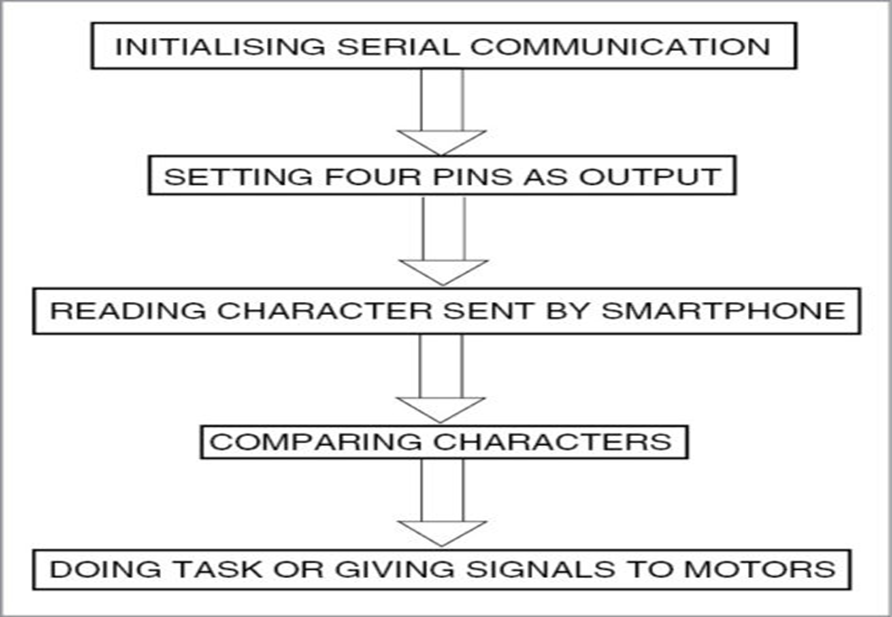 INITIALISING SERIAL COMMUNICATION
SETTING FOUR PINS AS OUTPUT
READING CHARACTER SENT BY SMARTPHONE
COMPARING CHARACTERS
DOING TASK OR GIVING SIGNALS TO MOTORS